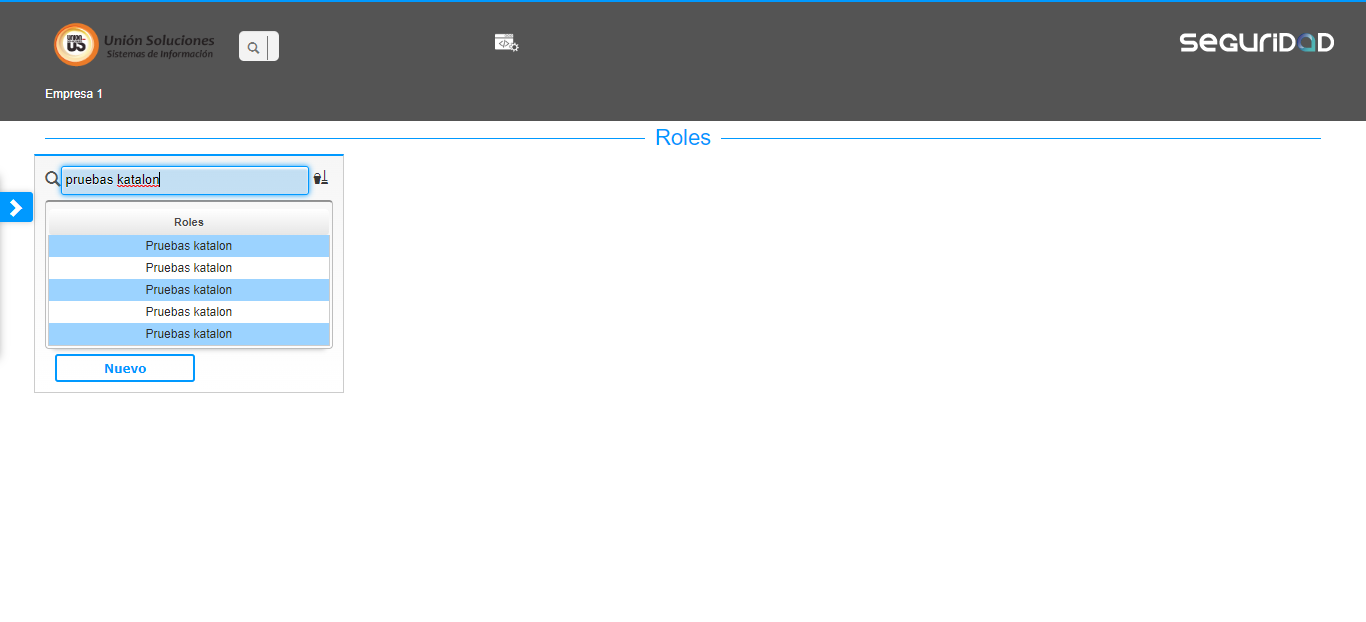 UNION
US
Unión Soluciones
Sistemas de Información
seguridad
Empresa 1
Roles
pruebas katalon
Roles
Pruebas katalon
Pruebas katalon
Pruebas katalon
Pruebas katalon
Pruebas katalon
Nuevo